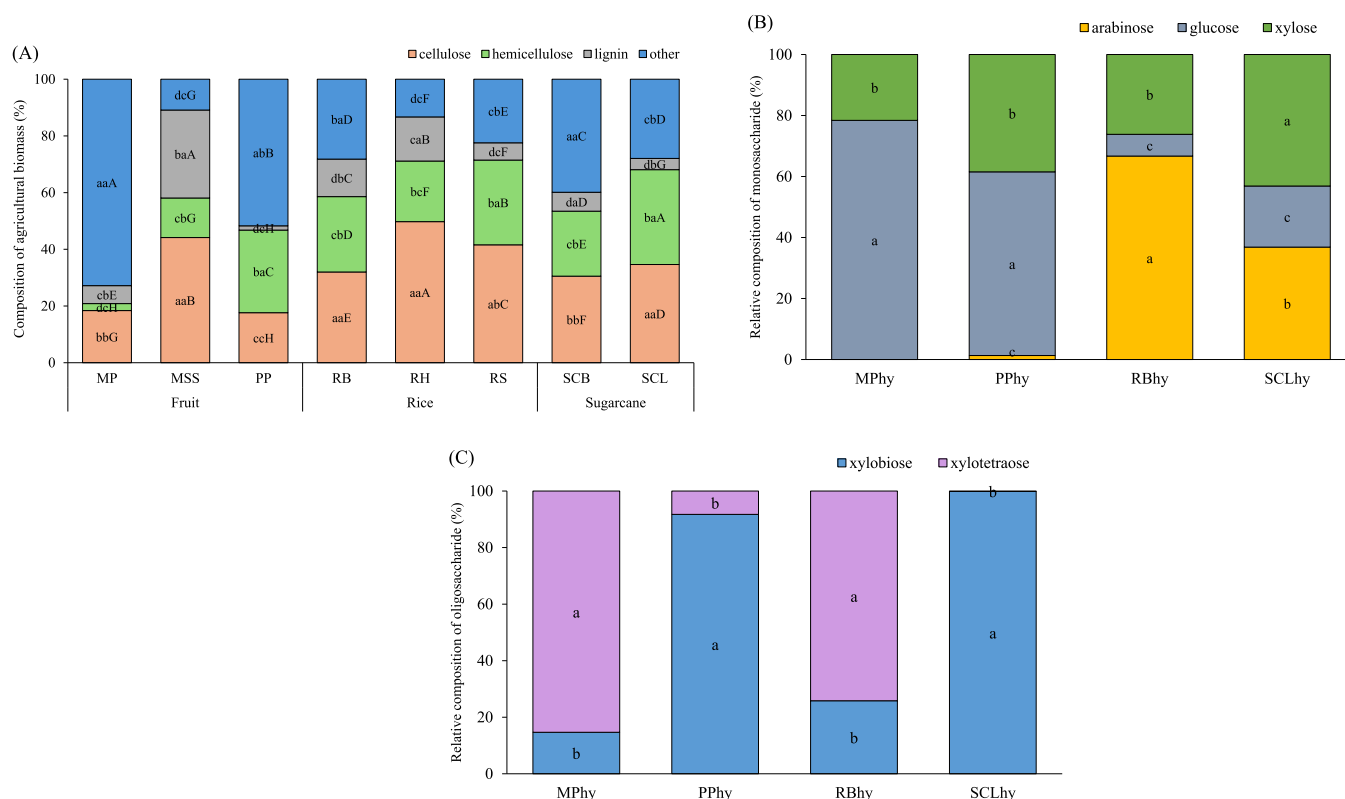 (A)
cellulose hemicellulose lignin other
Composition of agricultural biomass (%)
100
80
60
40
20
0
aaA dcG abB baD dcF cbE aaC cbD
cbE baA dcH dbC caB dcF daD dbG
dcH cbG baC cbD bcF baB cbE baA
bbG aaB ccH aaE aaA abC bbF aaD
MP MSS PP RB RH RS SCB SCL
Fruit Rice Sugarcane
(B)
arabinose glucose xylose
Relative composition of monosaccharide (%)
100
80
60
40
20
0
b b b a
a a c c
c a b
MPhy PPhy RBhy SCLhy
(C)
xylobiose xylotetraose
Relative composition of oligosaccharide (%)
100
80
60
40
20
0
a b a b
b a b a
MPhy PPhy RBhy SCLhy